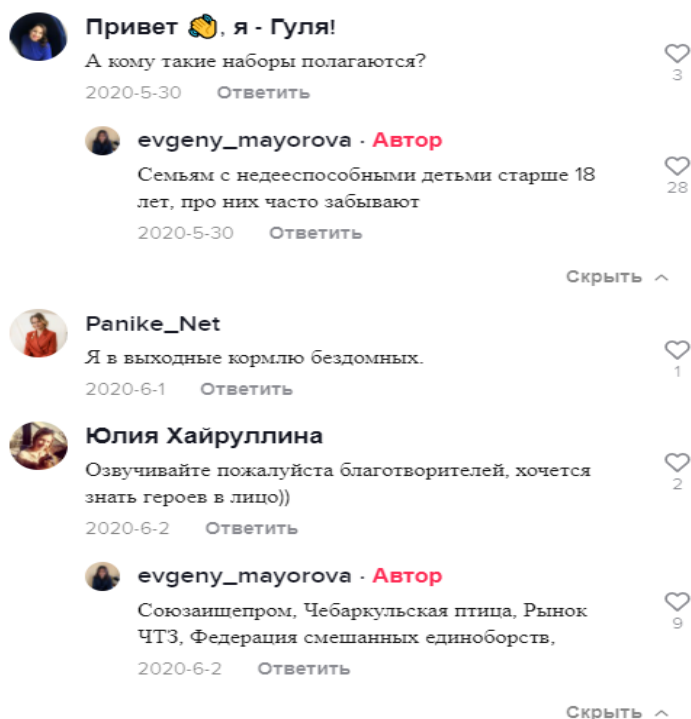 Привет 👋, я - Гуля!
А кому такие наборы полагаются?
3
2020-5-30 Ответить
evgeny_mayorova · Автор
Семьям с недееспособными детьми старше 18
лет, про них часто забывают
28
2020-5-30 Ответить
Скрыть
Panike_Net
Я в выходные кормлю бездомных.
1
2020-6-1 Ответить
Юлия Хайруллина
Озвучивайте пожалуйста благотворителей, хочется
знать героев в лицо))
2
2020-6-2 Ответить
evgeny_mayorova · Автор
Союзаищепром, Чебаркульская птица, Рынок
ЧТЗ, Федерация смешанных единоборств,
9
2020-6-2 Ответить
Скрыть